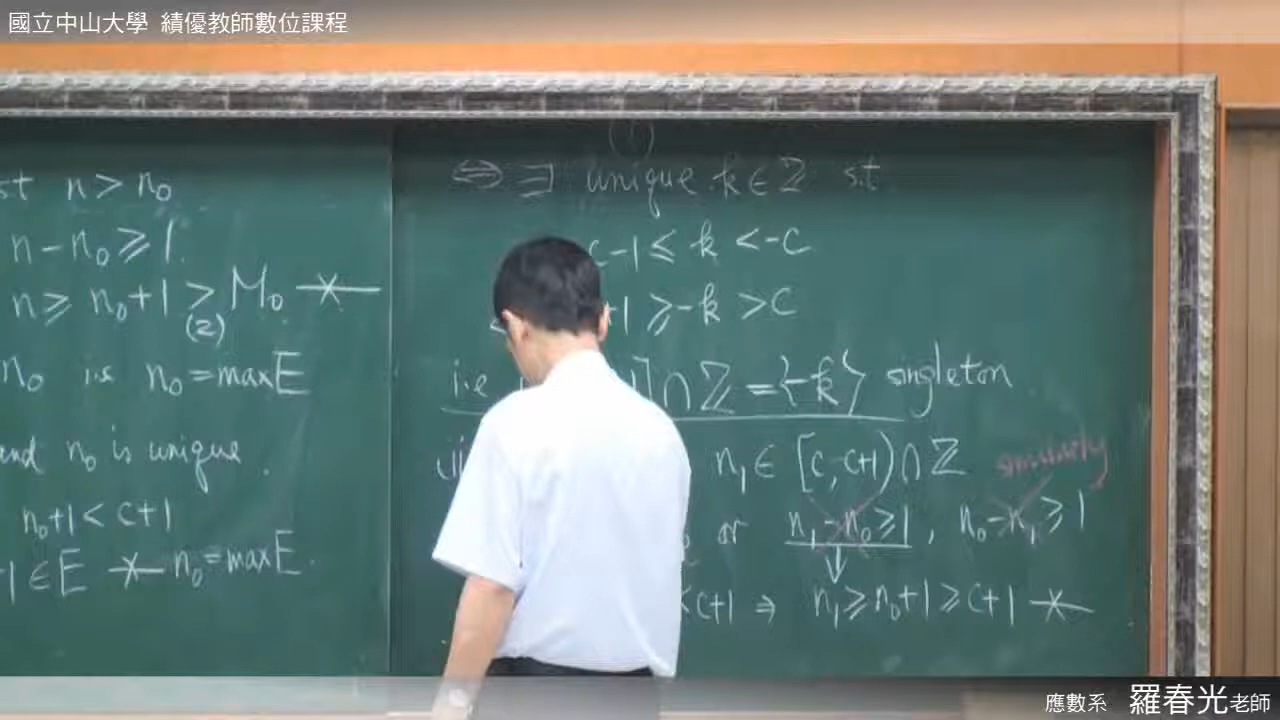 國立中山大學 績優教師數位課程
st n > n₀
n - n₀ ≥ 1
n ≥ n₀+1 > M₀ ※
(2)
n₀ is n₀ = max E
and n₀ is unique.
n₀+1 < c+1
-1 ∈ E ※ n₀ = max E.
(1)
⇔ ∃ unique k ∈ ℤ s.t
c-1 ≤ k < -c
1 ≥ -k > C
i.e ] ∩ ℤ = {-k} singleton
n₁ ∈ [c, c+1) ∩ ℤ similarly
or n₁ - n₀ ≥ 1, n₀ - n₁ ≥ 1
↓
< c+1 ⇒ n₁ ≥ n₀+1 ≥ c+1 ※
應數系 羅春光老師